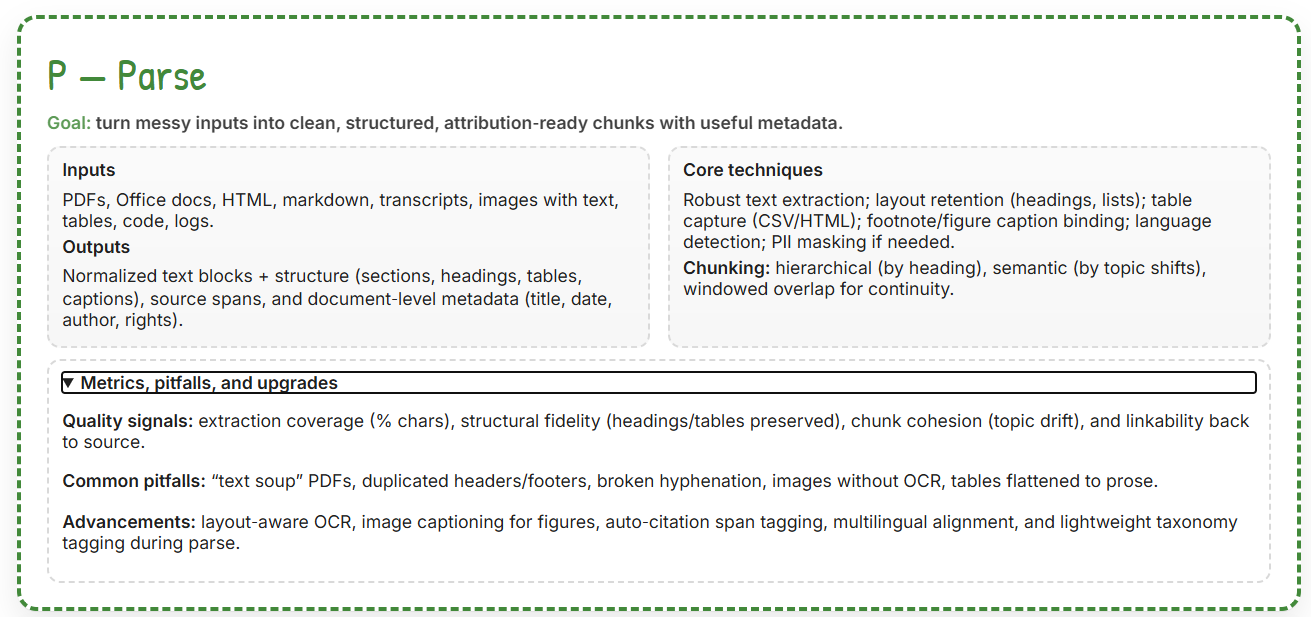 P — Parse
Goal: turn messy inputs into clean, structured, attribution-ready chunks with useful metadata.
Inputs
PDFs, Office docs, HTML, markdown, transcripts, images with text,
tables, code, logs.
Outputs
Normalized text blocks + structure (sections, headings, tables,
captions), source spans, and document-level metadata (title, date,
author, rights).
Core techniques
Robust text extraction; layout retention (headings, lists); table
capture (CSV/HTML); footnote/figure caption binding; language
detection; PII masking if needed.
Chunking: hierarchical (by heading), semantic (by topic shifts),
windowed overlap for continuity.
▼ Metrics, pitfalls, and upgrades
Quality signals: extraction coverage (% chars), structural fidelity (headings/tables preserved), chunk cohesion (topic drift), and linkability back
to source.
Common pitfalls: “text soup” PDFs, duplicated headers/footers, broken hyphenation, images without OCR, tables flattened to prose.
Advancements: layout-aware OCR, image captioning for figures, auto-citation span tagging, multilingual alignment, and lightweight taxonomy
tagging during parse.